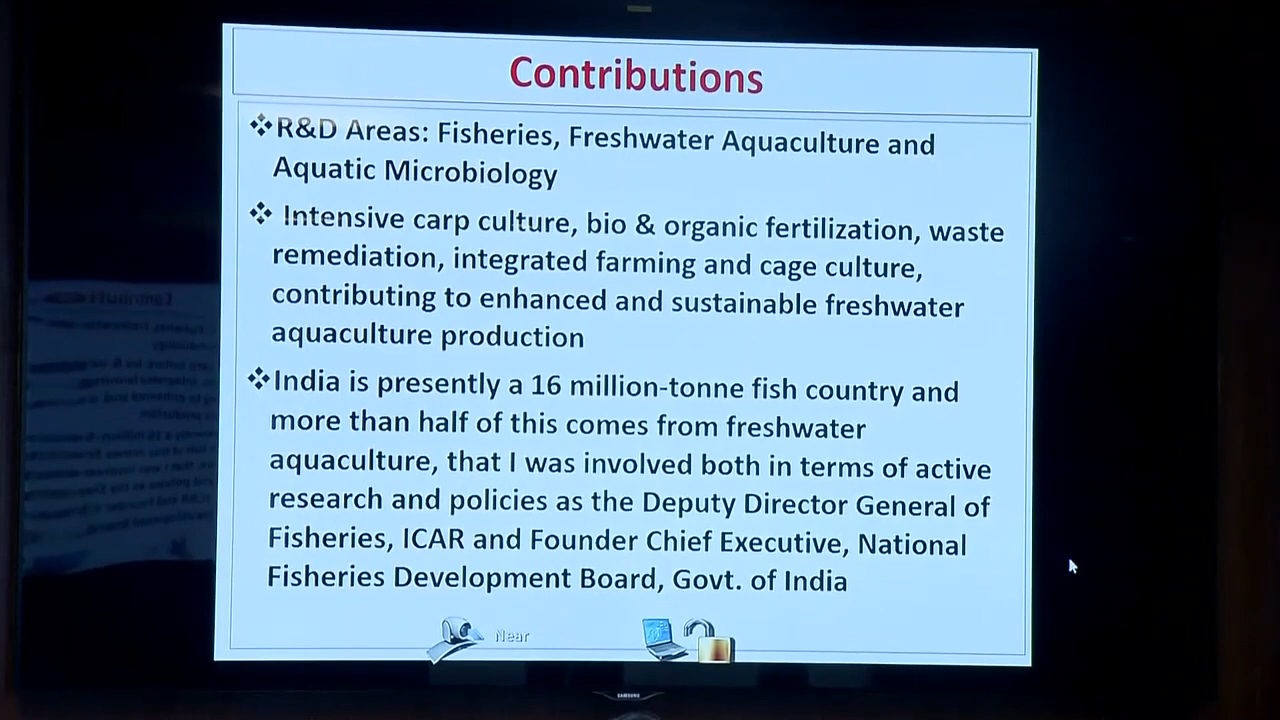 Contributions
R&D Areas: Fisheries, Freshwater Aquaculture and
Aquatic Microbiology
Intensive carp culture, bio & organic fertilization, waste
remediation, integrated farming and cage culture,
contributing to enhanced and sustainable freshwater
aquaculture production
India is presently a 16 million-tonne fish country and
more than half of this comes from freshwater
aquaculture, that I was involved both in terms of active
research and policies as the Deputy Director General of
Fisheries, ICAR and Founder Chief Executive, National
Fisheries Development Board, Govt. of India
Near
SAMSUNG